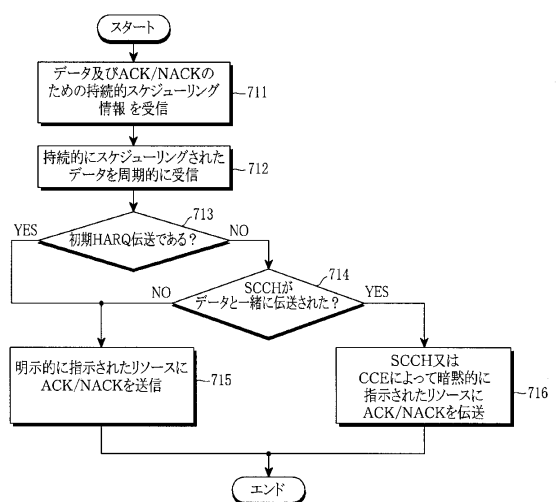 スタート
データ及びACK/NACKの
ための持続的スケジューリング
情報を受信
711
持続的にスケジューリングされた
データを周期的に受信
712
713
YES
初期HARQ伝送である?
NO
714
NO
SCCHが
データと一緒に伝送された?
YES
明示的に指示されたリソースに
ACK/NACKを送信
715
SCCH又は
CCEによって暗黙的に
指示されたリソースに
ACK/NACKを伝送
716
エンド